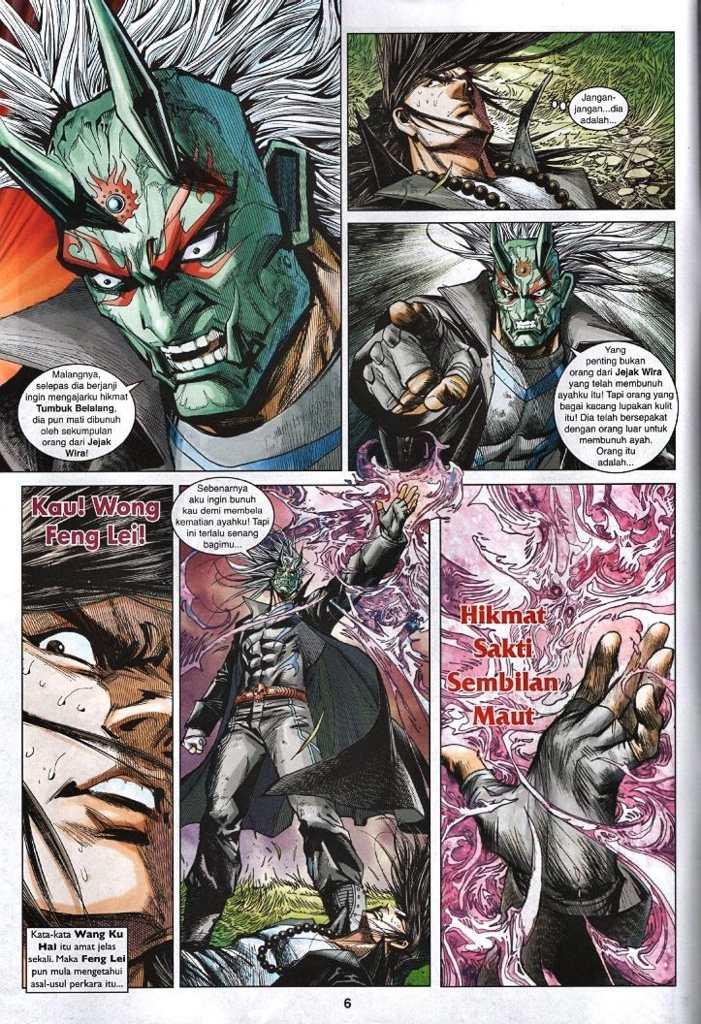 Malangnya,
selepas dia berjanji
ingin mengajarku hikmat
Tumbuk Belalang,
dia pun mati dibunuh
oleh sekumpulan
orang dari Jejak
Wira!
Jangan-
jangan...dia
adalah...
Yang
penting bukan
orang dari Jejak Wira
yang telah membunuh
ayahku itu! Tapi orang yang
bagai kacang lupakan kulit
itu! Dia telah bersepakat
dengan orang luar untuk
membunuh ayah.
Orang itu
adalah...
Kau! Wong
Feng Lei!
Kata-kata Wang Ku
Hal itu amat jelas
sekali. Maka Feng Lei
pun mula mengetahui
asal-usul perkara itu...
Sebenarnya
aku ingin bunuh
kau demi membela
kematian ayahku! Tapi
ini terlalu senang
bagimu...
Hikmat
Sakti
Sembilan
Maut
6